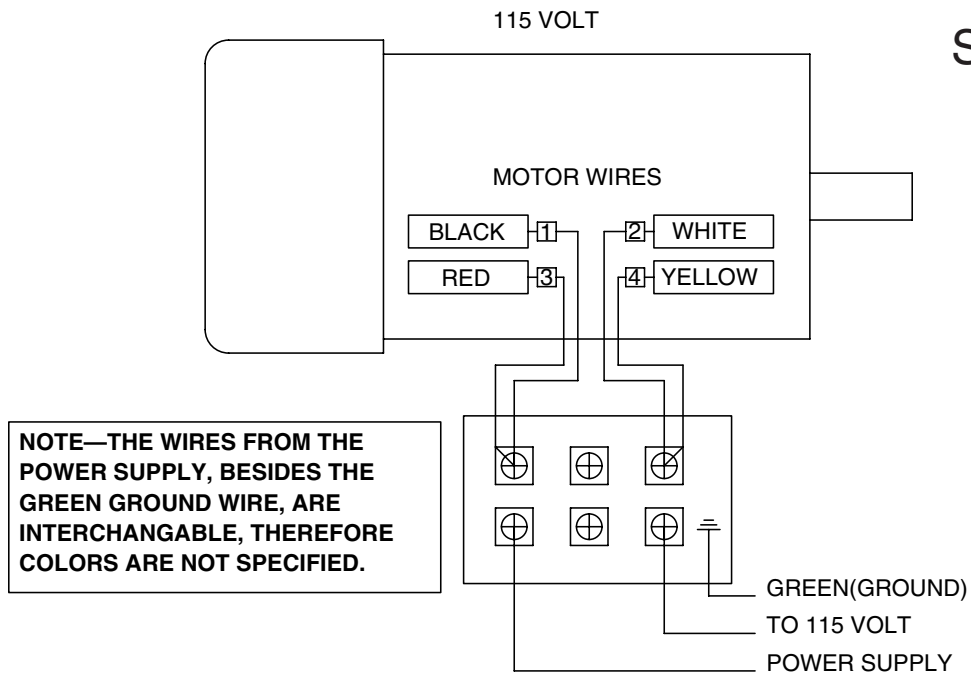 115 VOLT
S
MOTOR WIRES
BLACK 1 2 WHITE
RED 3 4 YELLOW
NOTE—THE WIRES FROM THE
POWER SUPPLY, BESIDES THE
GREEN GROUND WIRE, ARE
INTERCHANGABLE, THEREFORE
COLORS ARE NOT SPECIFIED.
GREEN(GROUND)
TO 115 VOLT
POWER SUPPLY